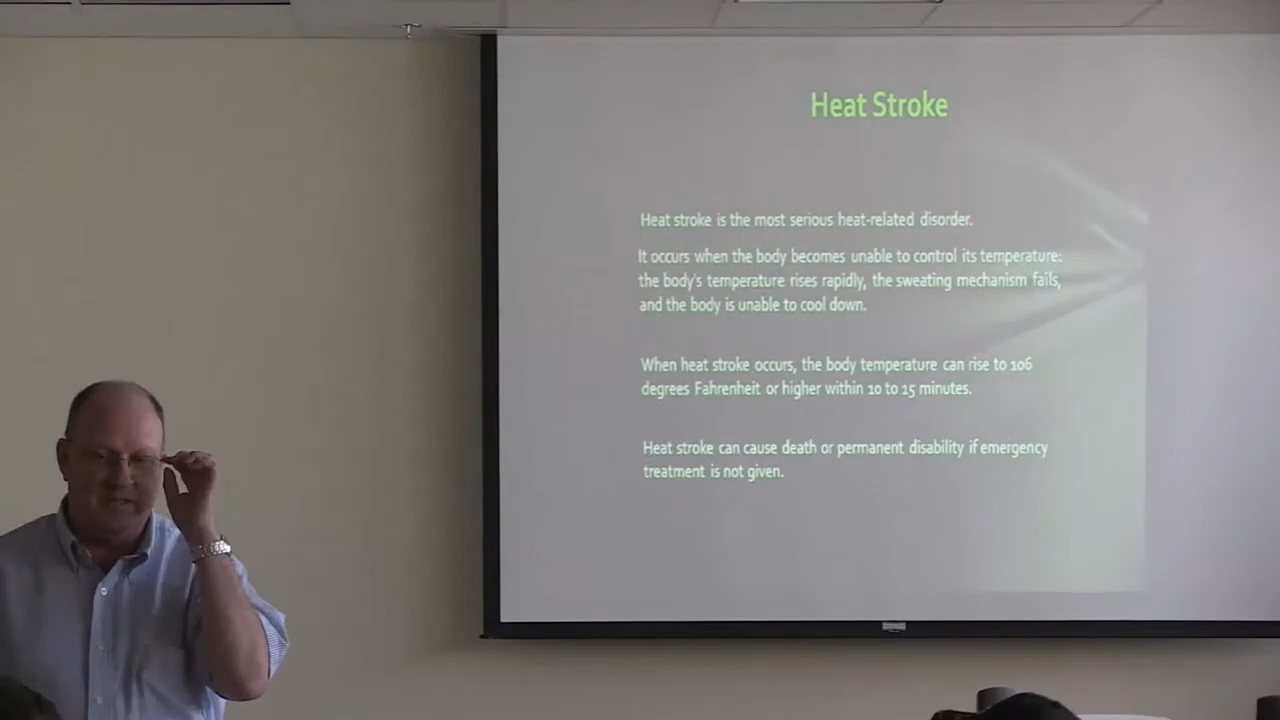 Heat Stroke
Heat stroke is the most serious heat-related disorder.
It occurs when the body becomes unable to control its temperature:
the body's temperature rises rapidly, the sweating mechanism fails,
and the body is unable to cool down.
When heat stroke occurs, the body temperature can rise to 106
degrees Fahrenheit or higher within 10 to 15 minutes.
Heat stroke can cause death or permanent disability if emergency
treatment is not given.